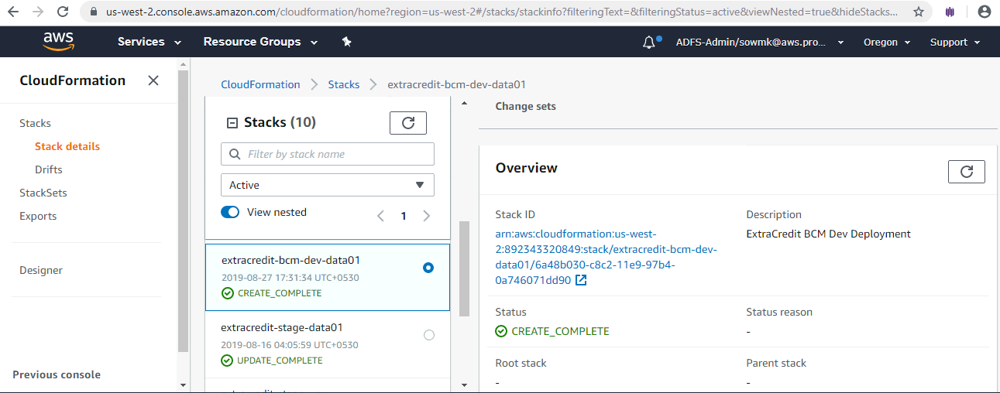 us-west-2.console.aws.amazon.com/cloudformation/home?region=us-west-2#/stacks/stackinfo?filteringText=&filteringStatus=active&viewNested=true&hideStacks...
aws
Services
Resource Groups
ADFS-Admin/sowmk@aws.pro...
Oregon
Support
CloudFormation
Stacks
Stack details
Drifts
StackSets
Exports
Designer
Previous console
CloudFormation
Stacks
extracredit-bcm-dev-data01
Stacks (10)
Filter by stack name
Active
View nested
1
extracredit-bcm-dev-data01
2019-08-27 17:31:34 UTC+0530
CREATE_COMPLETE
extracredit-stage-data01
2019-08-16 04:05:59 UTC+0530
UPDATE_COMPLETE
Change sets
Overview
Stack ID
arn:aws:cloudformation:us-west-
2:892343320849:stack/extracredit-bcm-dev-
data01/6a48b030-c8c2-11e9-97b4-
0a746071dd90
Description
ExtraCredit BCM Dev Deployment
Status
CREATE_COMPLETE
Status reason
-
Root stack
-
Parent stack
-